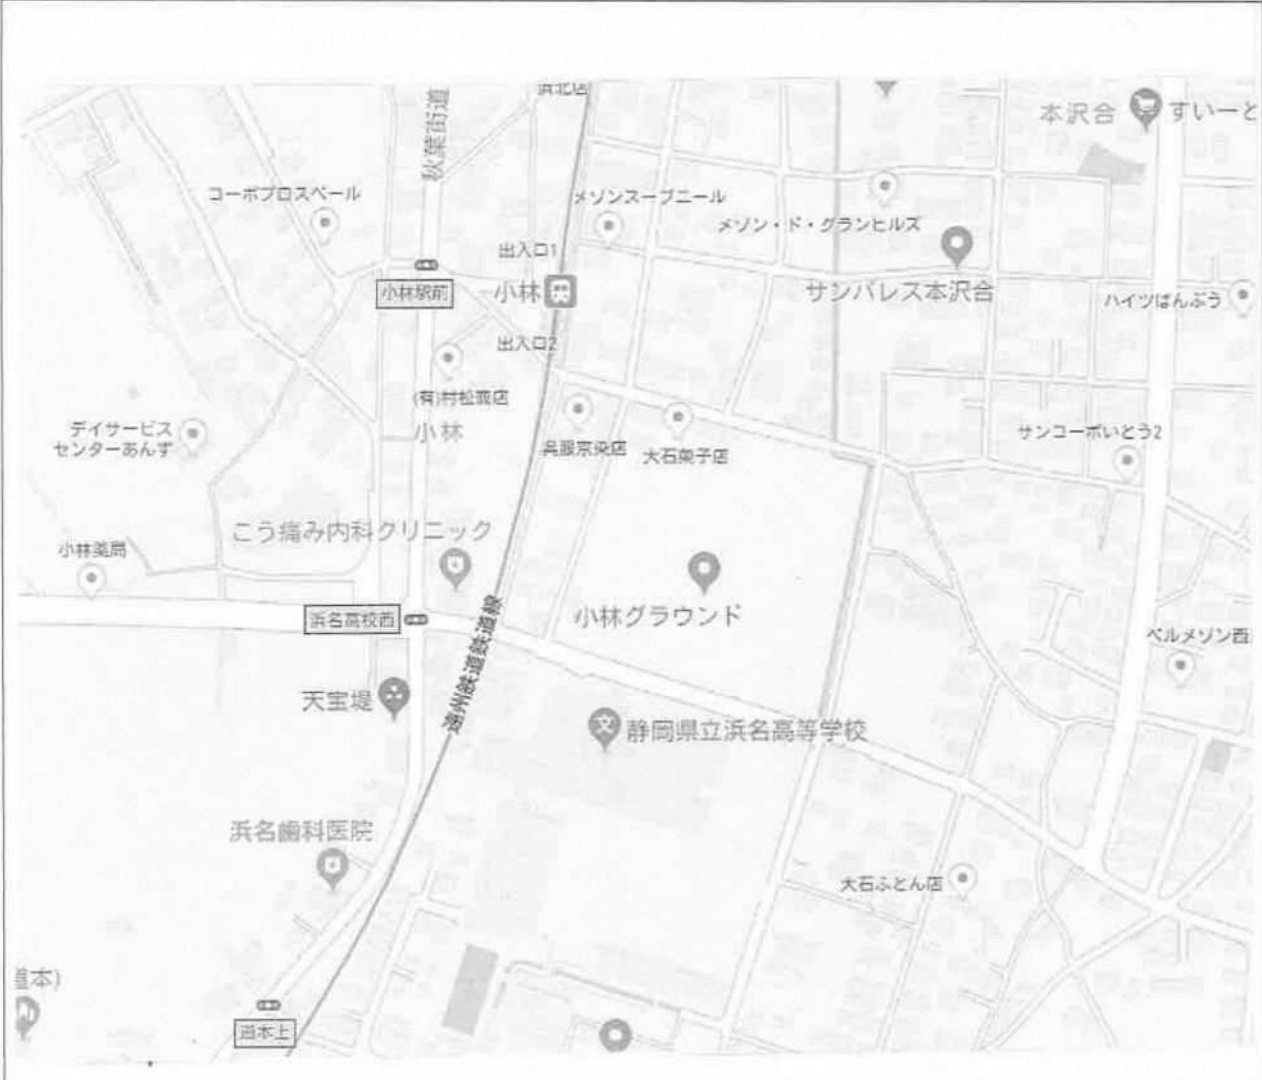 浜北店
秋葉街道
本沢合
すいーと
コーポプロスペール
メゾンスーブニール
メゾン・ド・グランヒルズ
出入口1
小林駅前
小林
サンパレス本沢合
ハイツばんぶう
出入口2
(有)村松商店
小林
デイサービス
センターあんず
呉服京染店
大石菓子店
サンコーポいとう2
こう痛み内科クリニック
小林薬局
小林グラウンド
浜名高校西
遠州鉄道鉄道線
ベルメゾン西
天宝堤
静岡県立浜名高等学校
浜名歯科医院
大石ふとん店
道本)
道本上